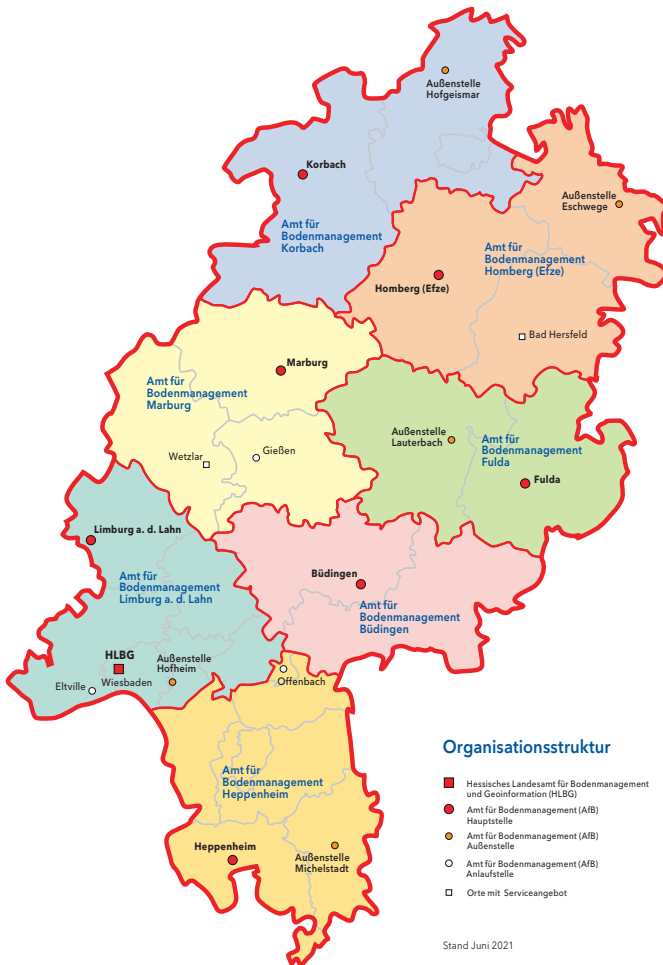 Außenstelle
Hofgeismar
Korbach
Außenstelle
Eschwege
Amt für
Bodenmanagement
Korbach
Amt für
Bodenmanagement
Homberg (Efze)
Homberg (Efze)
Bad Hersfeld
Marburg
Amt für
Bodenmanagement
Marburg
Außenstelle
Lauterbach
Amt für
Bodenmanagement
Fulda
Gießen
Wetzlar
Fulda
Limburg a. d. Lahn
Amt für
Bodenmanagement
Limburg a. d. Lahn
Büdingen
Amt für
Bodenmanagement
Büdingen
HLBG
Wiesbaden
Außenstelle
Hofheim
Eltville
Offenbach
Amt für
Bodenmanagement
Heppenheim
Heppenheim
Außenstelle
Michelstadt
Organisationsstruktur
Hessisches Landesamt für Bodenmanagement
und Geoinformation (HLBG)
Amt für Bodenmanagement (AfB)
Hauptstelle
Amt für Bodenmanagement (AfB)
Außenstelle
Amt für Bodenmanagement (AfB)
Anlaufstelle
Orte mit Serviceangebot
Stand Juni 2021